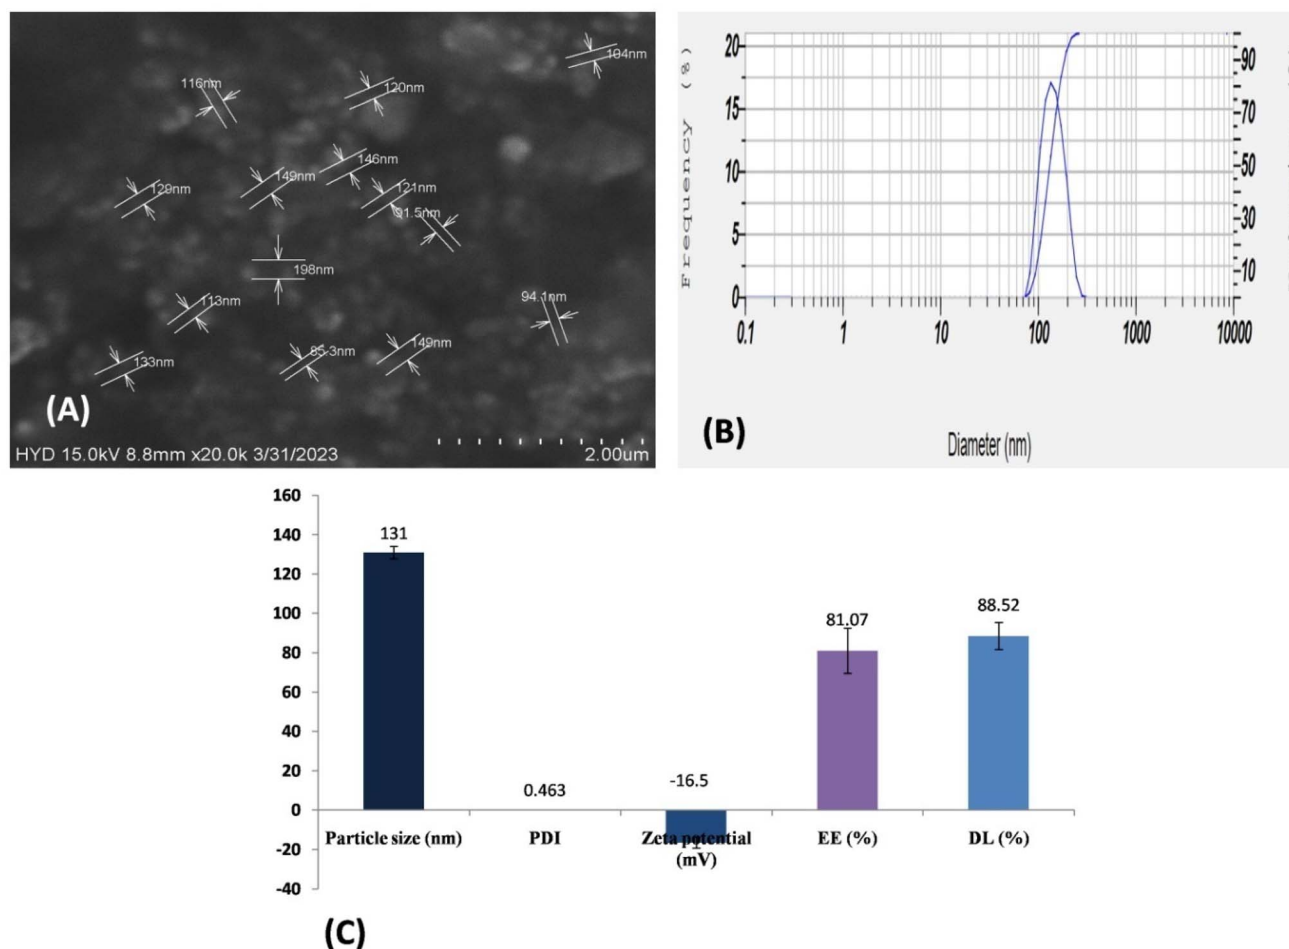 104nm
116nm
120nm
146nm
149nm
129nm
121nm
91.5nm
198nm
113nm
94.1nm
85.3nm
149nm
133nm
(A)
HYD 15.0kV 8.8mm x20.0k 3/31/2023 2.00um
Frequency (%)
20
15
10
5
0
90
70
50
30
10
0.1 1 10 100 1000 10000
Diameter (nm)
(B)
160
140
120
100
80
60
40
20
0
-20
-40
131
0.463
-16.5
81.07
88.52
Particle size (nm) PDI Zeta potential (mV) EE (%) DL (%)
(C)